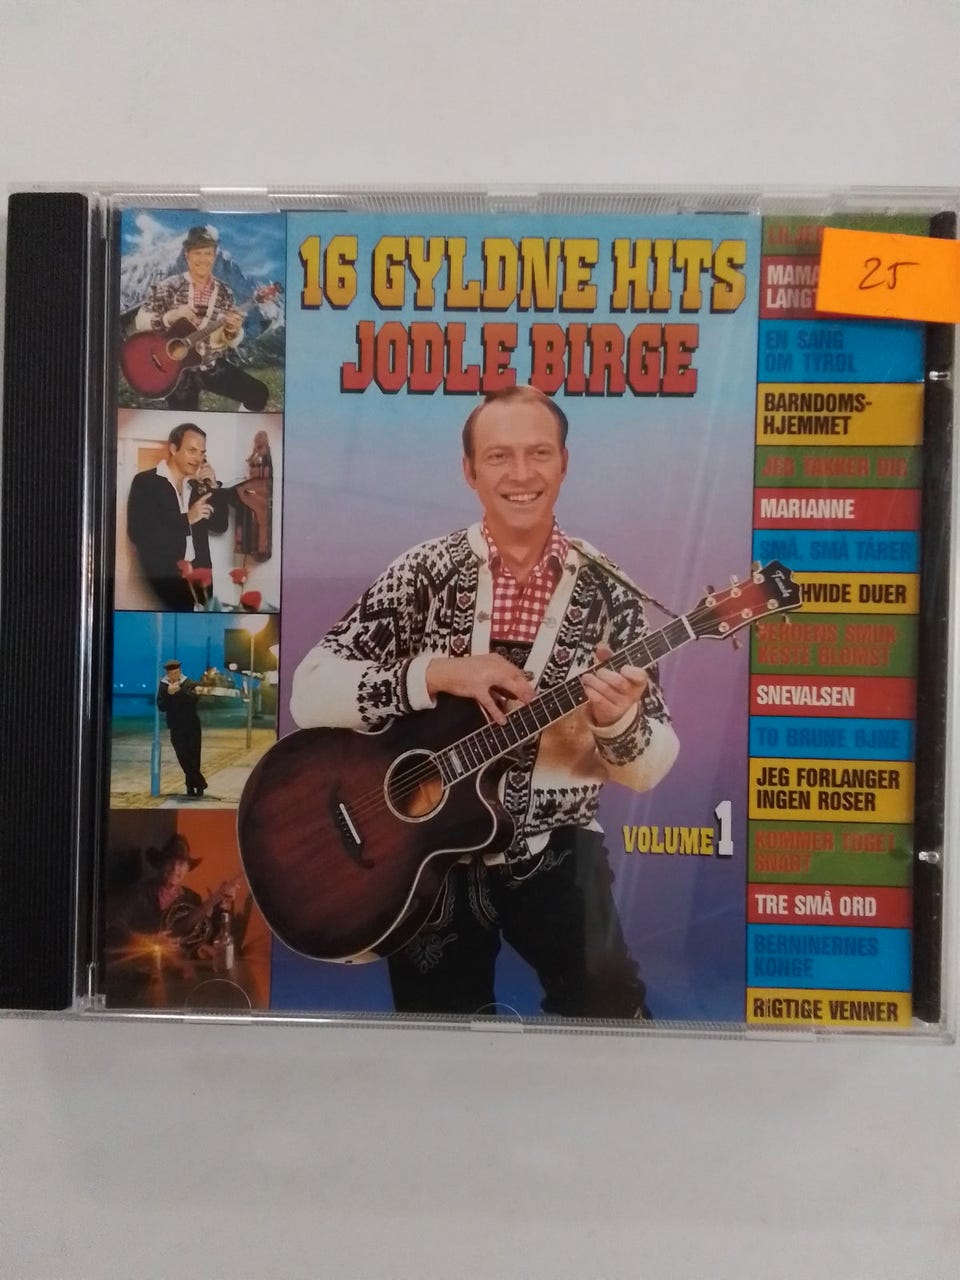 16 GYLDNE HITS
JODLE BIRGE
VOLUME 1
25
MAMA
LANGT
EN SANG
OM TYROL
BARNDOMS-
HJEMMET
JEG TAKKER DIG
MARIANNE
SMÅ, SMÅ TÅRER
HVIDE DUER
JERDENS SMUK-
KESTE BLOMST
SNEVALSEN
TO BRUNE ØJNE
JEG FORLANGER
INGEN ROSER
KOMMER TOGET
SNART
TRE SMÅ ORD
BERNINERNES
KONGE
RIGTIGE VENNER